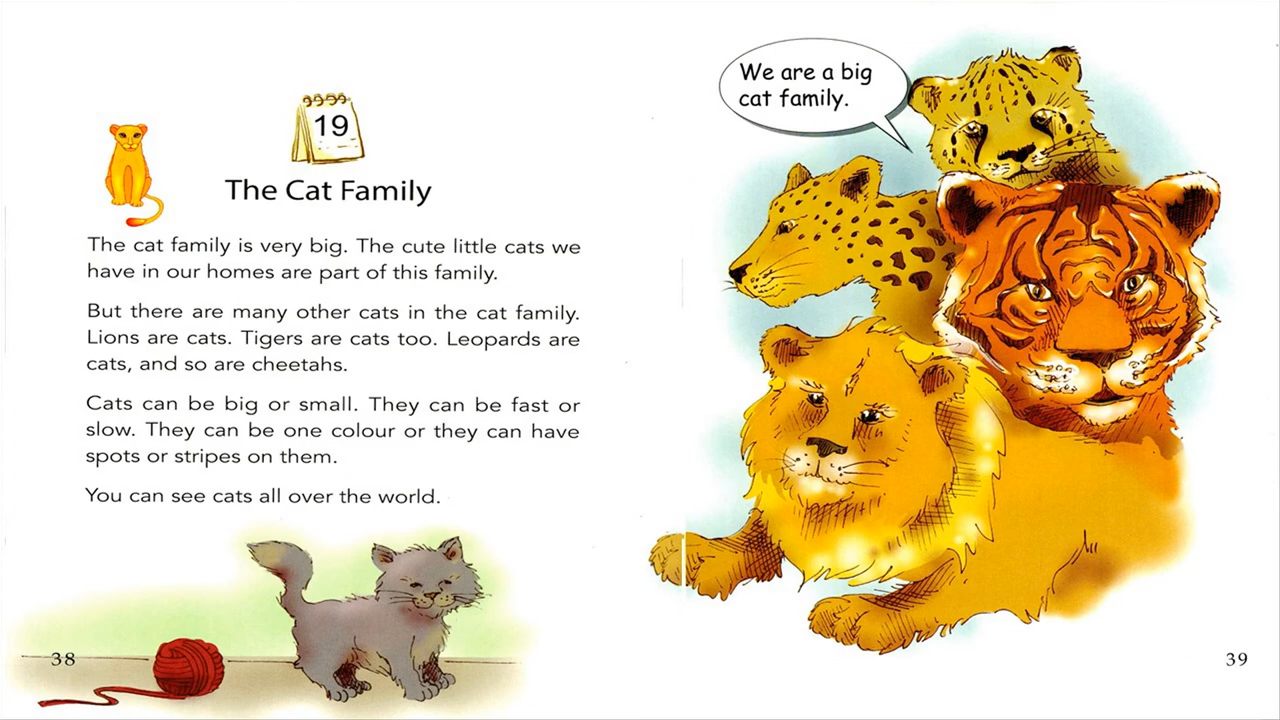 19
The Cat Family
The cat family is very big. The cute little cats we
have in our homes are part of this family.
But there are many other cats in the cat family.
Lions are cats. Tigers are cats too. Leopards are
cats, and so are cheetahs.
Cats can be big or small. They can be fast or
slow. They can be one colour or they can have
spots or stripes on them.
You can see cats all over the world.
38
We are a big
cat family.
39